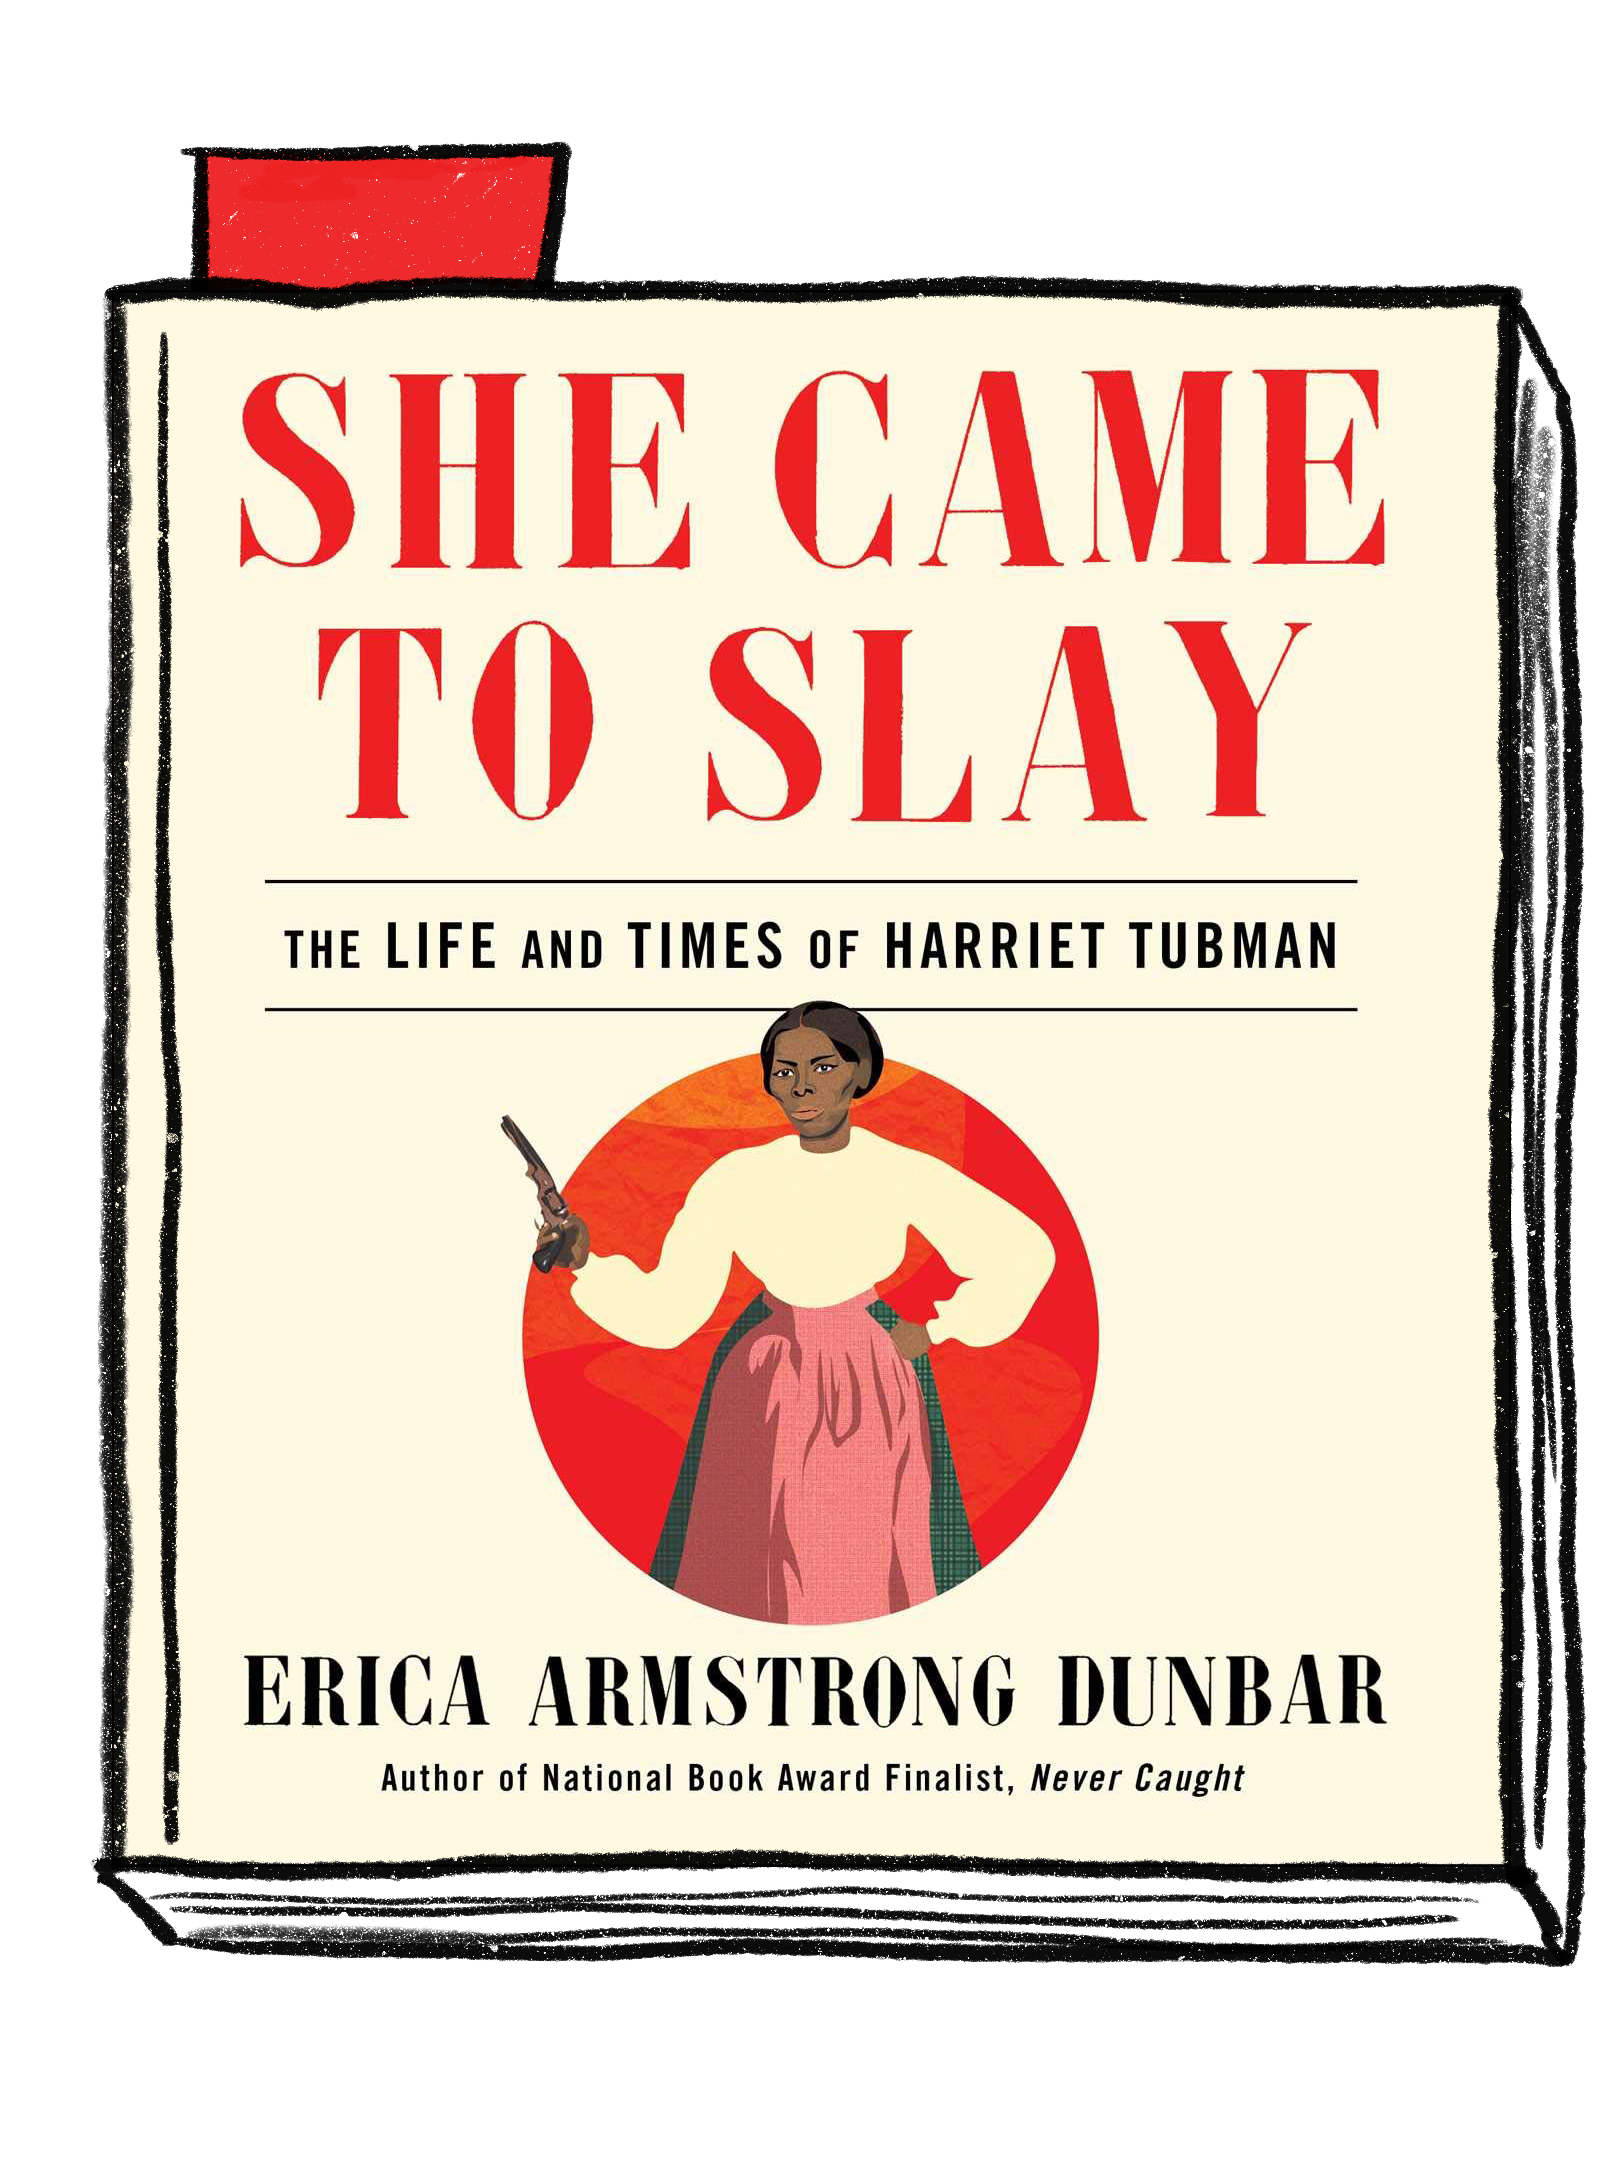 SHE CAME
TO SLAY
THE LIFE AND TIMES OF HARRIET TUBMAN
ERICA ARMSTRONG DUNBAR
Author of National Book Award Finalist, Never Caught